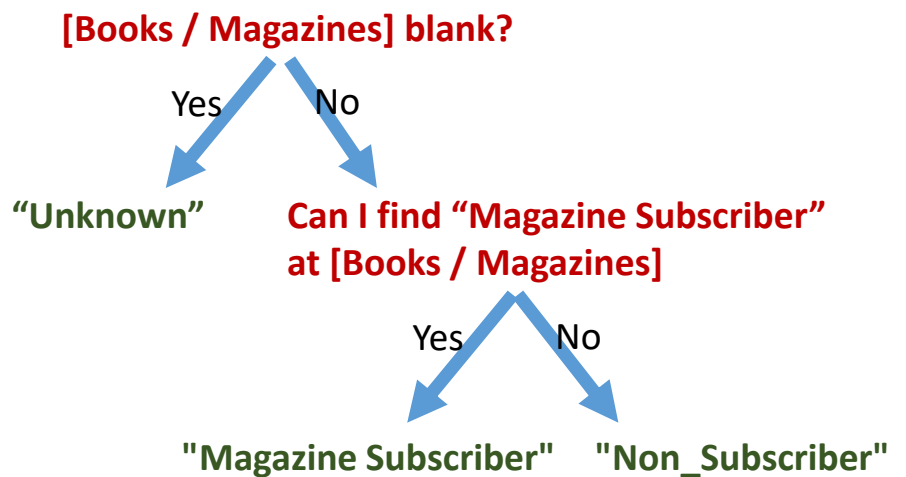 [Books / Magazines] blank?
Yes No
“Unknown” Can I find “Magazine Subscriber”
at [Books / Magazines]
Yes No
"Magazine Subscriber" "Non_Subscriber"